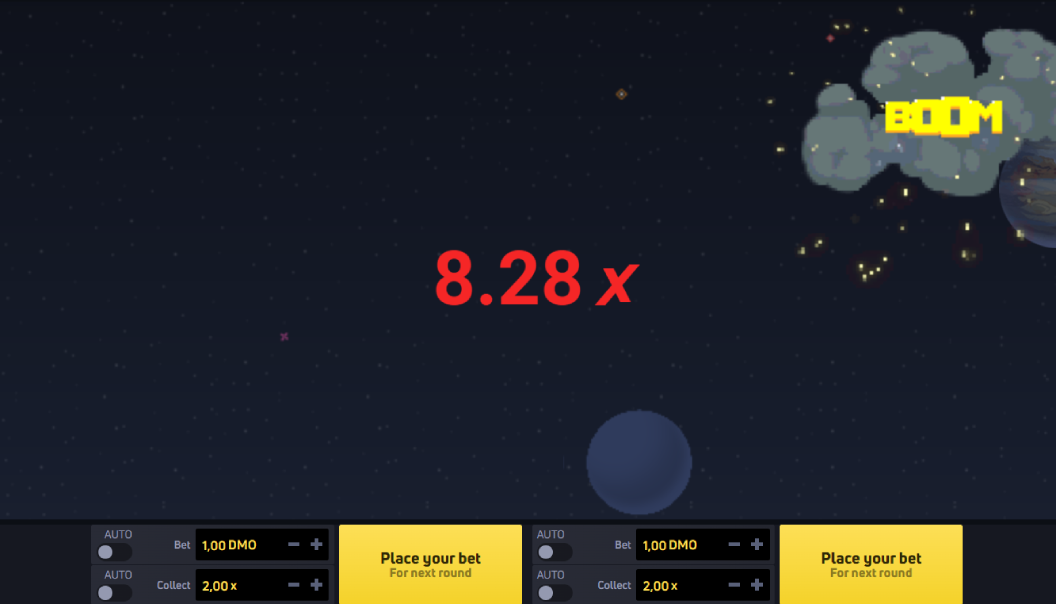 BOOM
8.28 x
AUTO
Bet 1,00 DMO
AUTO
Collect 2,00 x
Place your bet
For next round
AUTO
Bet 1,00 DMO
AUTO
Collect 2,00 x
Place your bet
For next round